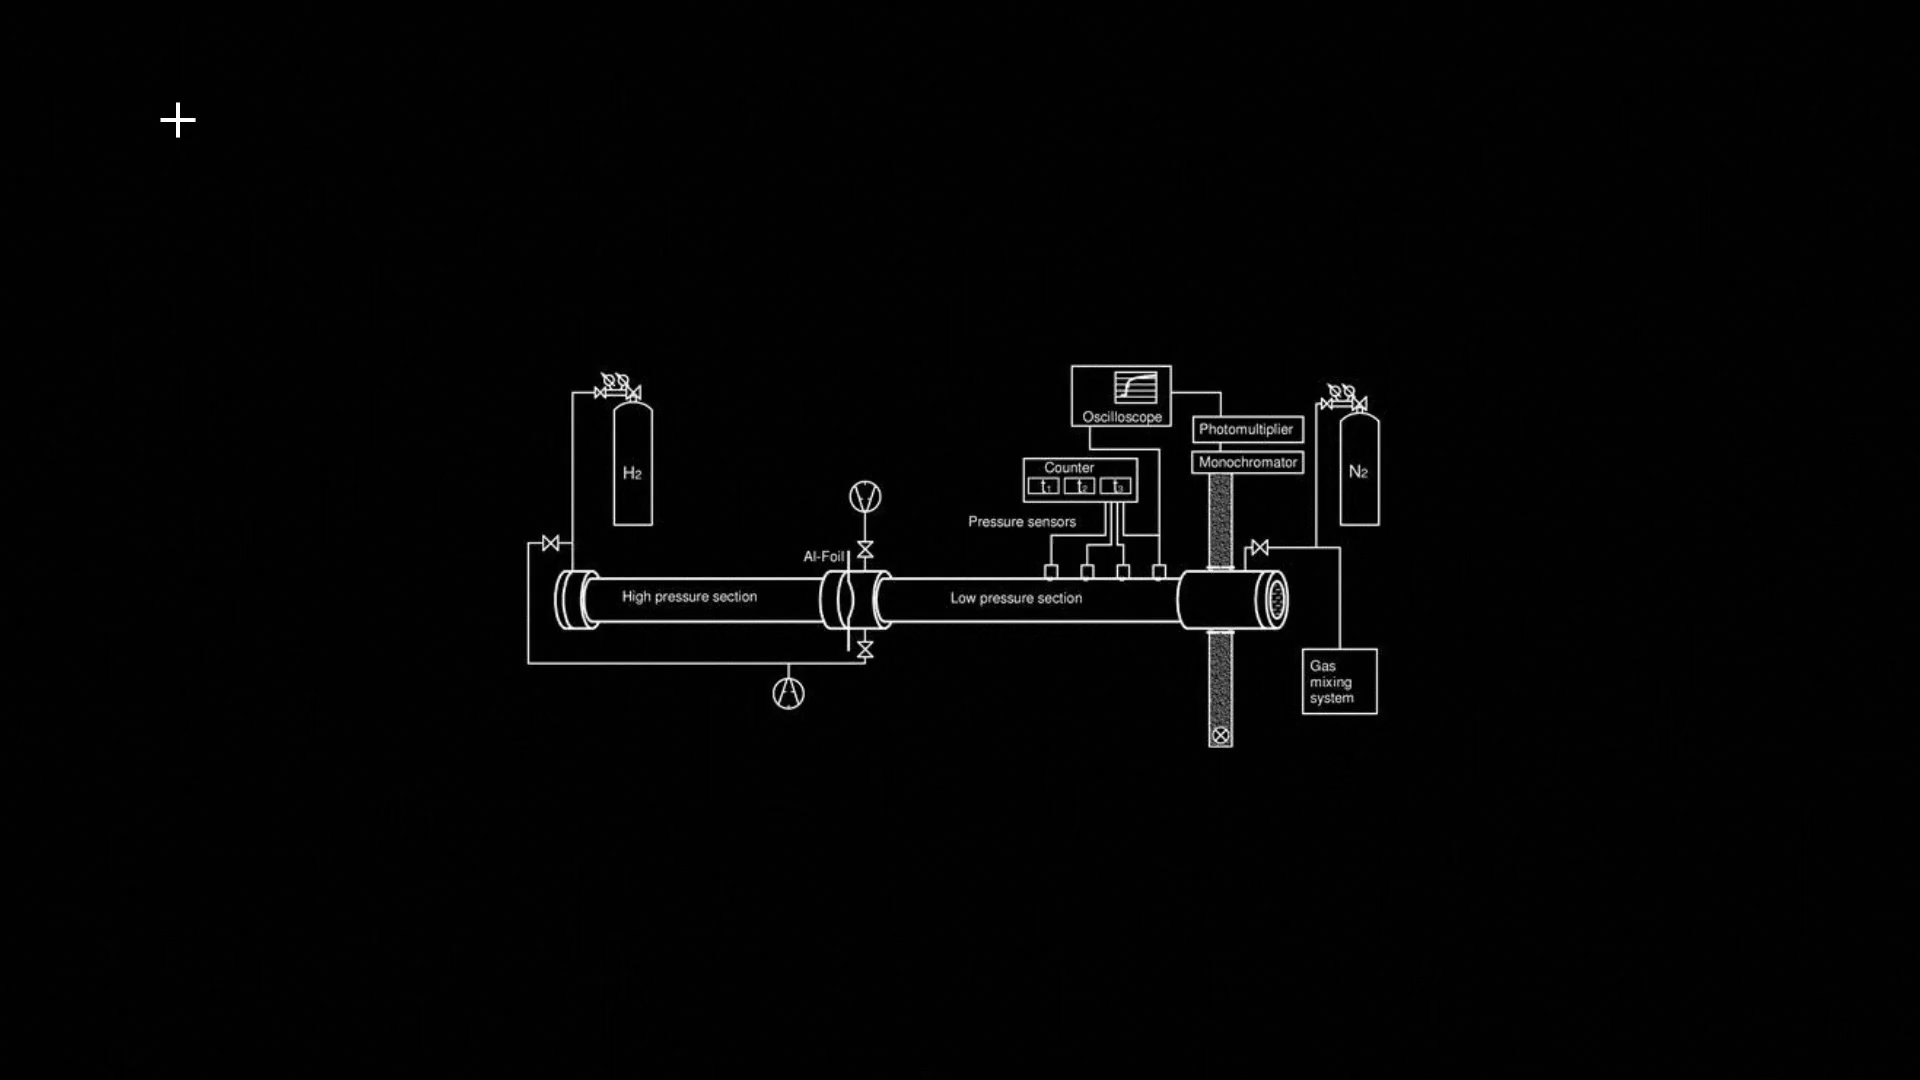 Oscilloscope
Photomultiplier
Monochromator
Counter
t1 t2 t3
H2
N2
Pressure sensors
Al-Foil
High pressure section
Low pressure section
Gas
mixing
system